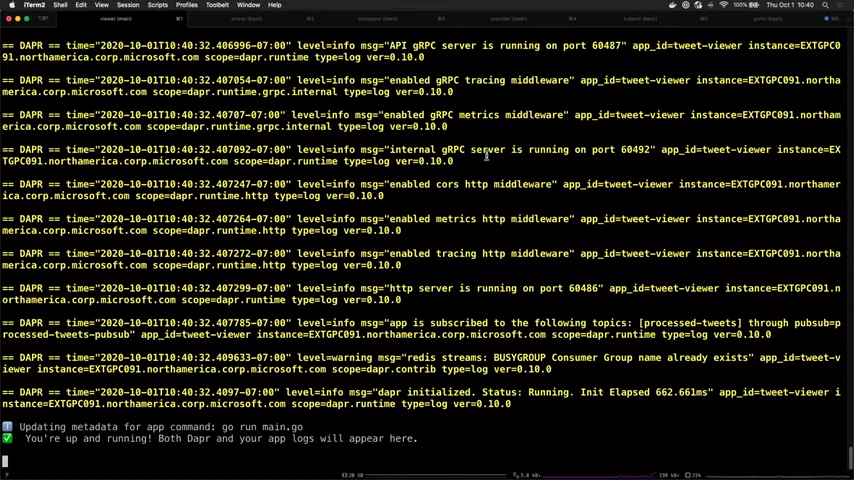 iTerm2 Shell Edit View Session Scripts Profiles Toolbelt Window Help 100% Thu Oct 1 10:40
viewer (main) ⌘1 ⌘2 processor (bash) ⌘3 provider (bash) ⌘4 ⌘5 ⌘6
== DAPR == time="2020-10-01T10:40:32.406996-07:00" level=info msg="API gRPC server is running on port 60487" app_id=tweet-viewer instance=EXTGPC0
91.northamerica.corp.microsoft.com scope=dapr.runtime type=log ver=0.10.0
== DAPR == time="2020-10-01T10:40:32.407054-07:00" level=info msg="enabled gRPC tracing middleware" app_id=tweet-viewer instance=EXTGPC091.northa
merica.corp.microsoft.com scope=dapr.runtime.grpc.internal type=log ver=0.10.0
== DAPR == time="2020-10-01T10:40:32.40707-07:00" level=info msg="enabled gRPC metrics middleware" app_id=tweet-viewer instance=EXTGPC091.northam
erica.corp.microsoft.com scope=dapr.runtime.grpc.internal type=log ver=0.10.0
== DAPR == time="2020-10-01T10:40:32.407092-07:00" level=info msg="internal gRPC server is running on port 60492" app_id=tweet-viewer instance=EX
TGPC091.northamerica.corp.microsoft.com scope=dapr.runtime type=log ver=0.10.0
== DAPR == time="2020-10-01T10:40:32.407247-07:00" level=info msg="enabled cors http middleware" app_id=tweet-viewer instance=EXTGPC091.northamer
ica.corp.microsoft.com scope=dapr.runtime.http type=log ver=0.10.0
== DAPR == time="2020-10-01T10:40:32.407264-07:00" level=info msg="enabled metrics http middleware" app_id=tweet-viewer instance=EXTGPC091.northa
merica.corp.microsoft.com scope=dapr.runtime.http type=log ver=0.10.0
== DAPR == time="2020-10-01T10:40:32.407272-07:00" level=info msg="enabled tracing http middleware" app_id=tweet-viewer instance=EXTGPC091.northa
merica.corp.microsoft.com scope=dapr.runtime.http type=log ver=0.10.0
== DAPR == time="2020-10-01T10:40:32.407299-07:00" level=info msg="http server is running on port 60486" app_id=tweet-viewer instance=EXTGPC091.n
orthamerica.corp.microsoft.com scope=dapr.runtime type=log ver=0.10.0
== DAPR == time="2020-10-01T10:40:32.407785-07:00" level=info msg="app is subscribed to the following topics: [processed-tweets] through pubsub=p
rocessed-tweets-pubsub" app_id=tweet-viewer instance=EXTGPC091.northamerica.corp.microsoft.com scope=dapr.runtime type=log ver=0.10.0
== DAPR == time="2020-10-01T10:40:32.409633-07:00" level=warning msg="redis streams: BUSYGROUP Consumer Group name already exists" app_id=tweet-v
iewer instance=EXTGPC091.northamerica.corp.microsoft.com scope=dapr.contrib type=log ver=0.10.0
== DAPR == time="2020-10-01T10:40:32.4097-07:00" level=info msg="dapr initialized. Status: Running. Init Elapsed 662.661ms" app_id=tweet-viewer i
nstance=EXTGPC091.northamerica.corp.microsoft.com scope=dapr.runtime type=log ver=0.10.0
Updating metadata for app command: go run main.go
You're up and running! Both Dapr and your app logs will appear here.